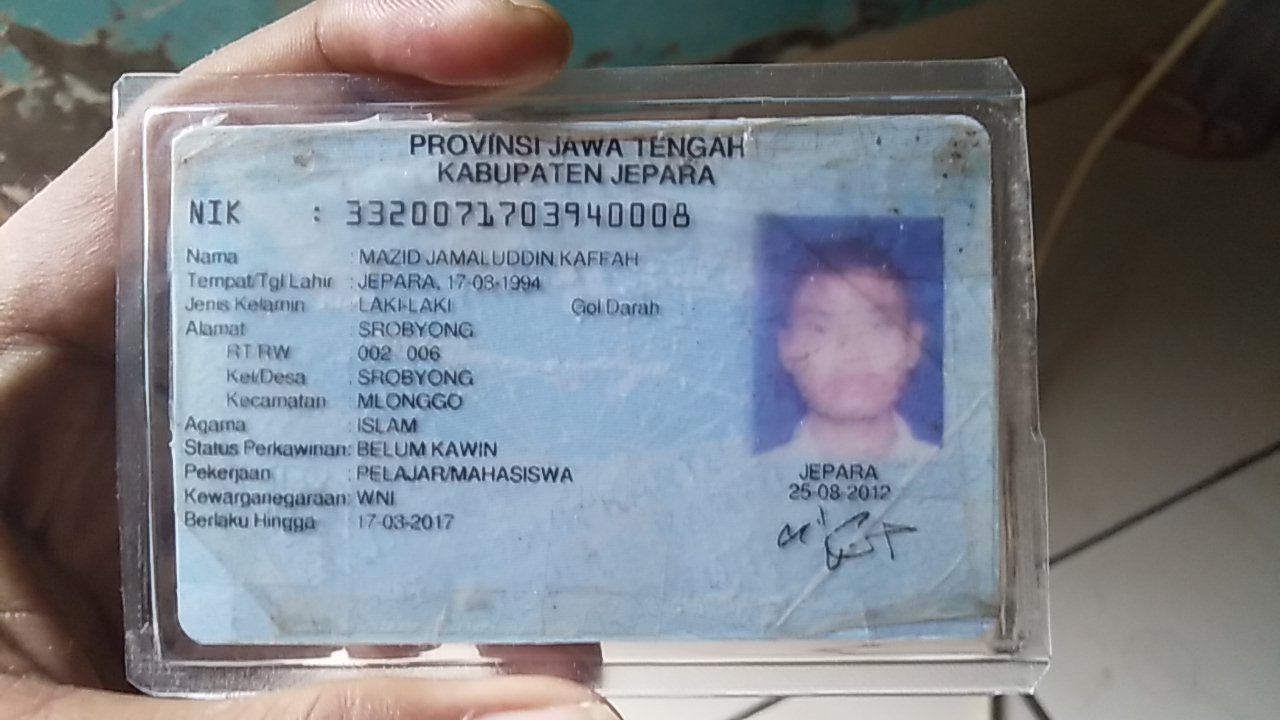 PROVINSI JAWA TENGAH
KABUPATEN JEPARA
NIK : 3320071703940008
Nama : MAZID JAMALUDDIN KAFFAH
Tempat/Tgl Lahir : JEPARA, 17-03-1994
Jenis Kelamin : LAKI-LAKI Gol Darah
Alamat : SROBYONG
RT/RW : 002 006
Kel/Desa : SROBYONG
Kecamatan : MLONGGO
Agama : ISLAM
Status Perkawinan: BELUM KAWIN
Pekerjaan : PELAJAR/MAHASISWA
Kewarganegaraan: WNI
Berlaku Hingga : 17-03-2017
JEPARA
25-08-2012